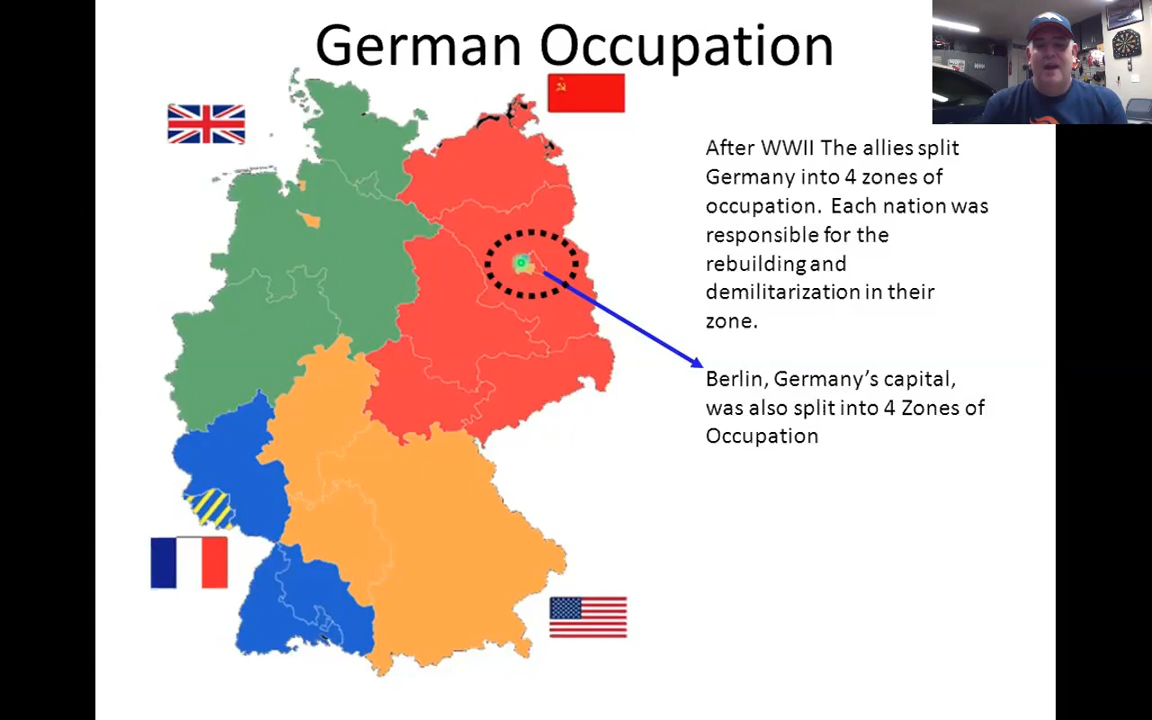 German Occupation
After WWII The allies split
Germany into 4 zones of
occupation. Each nation was
responsible for the
rebuilding and
demilitarization in their
zone.
Berlin, Germany’s capital,
was also split into 4 Zones of
Occupation